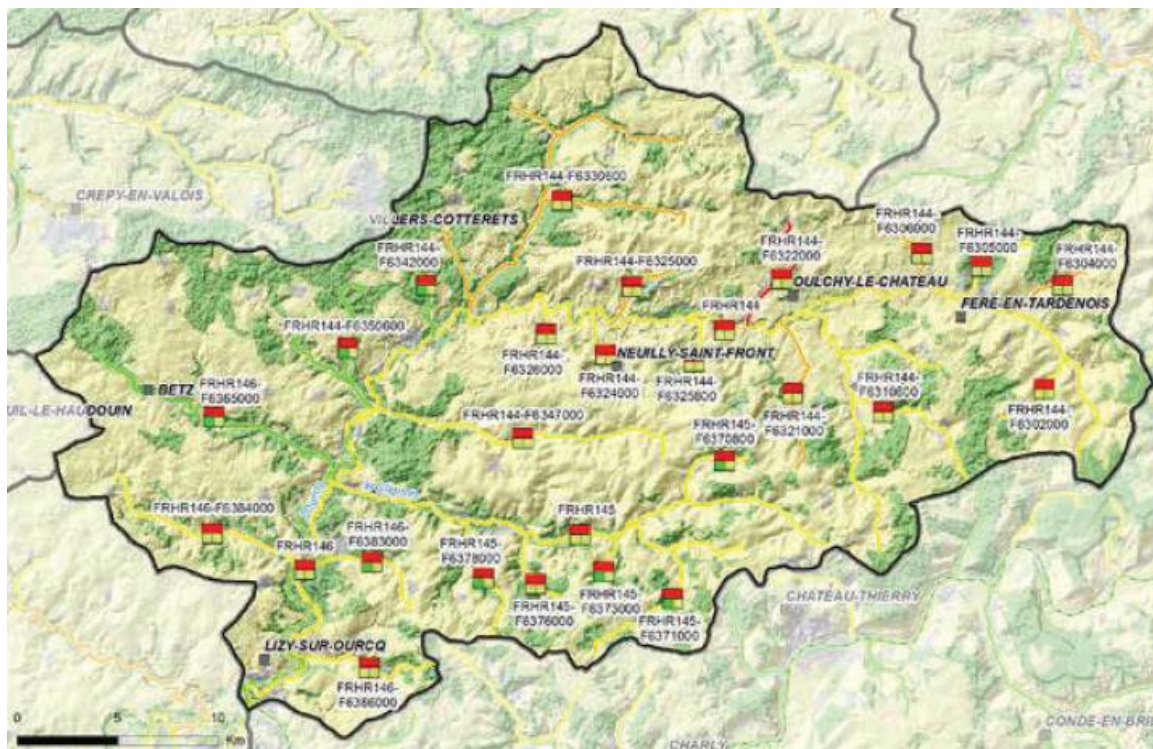 FRHR144-F6330600
CREPY-EN-VALOIS
VILLERS-COTTERETS
FRHR144-
F6306000
FRHR144-
F6305000
FRHR144-
F6304000
FRHR144-
F6322000
FRHR144-
F6342000
FRHR144-F6325000
OULCHY-LE-CHATEAU
FERE-EN-TARDENOIS
FRHR144
FRHR144-F6350600
NEUILLY-SAINT-FRONT
FRHR144-
F6326000
FRHR144-
F6324000
FRHR144-
F6325800
BETZ
FRHR146-
F6365000
FRHR144-
F6321000
FRHR144-
F6310600
FRHR144-
F6302000
FRHR144-F6347000
FRHR145-
F6370800
FRHR146-F6384000
FRHR146
FRHR146-
F6383000
FRHR145-
F6378000
FRHR145
FRHR145-
F6376000
FRHR145-
F6373000
FRHR145-
F6371000
CHATEAU-THIERRY
LIZY-SUR-OURCQ
FRHR146-
F6386000
0 5 10
Km
CHARLY
CONDE-EN-BRIE